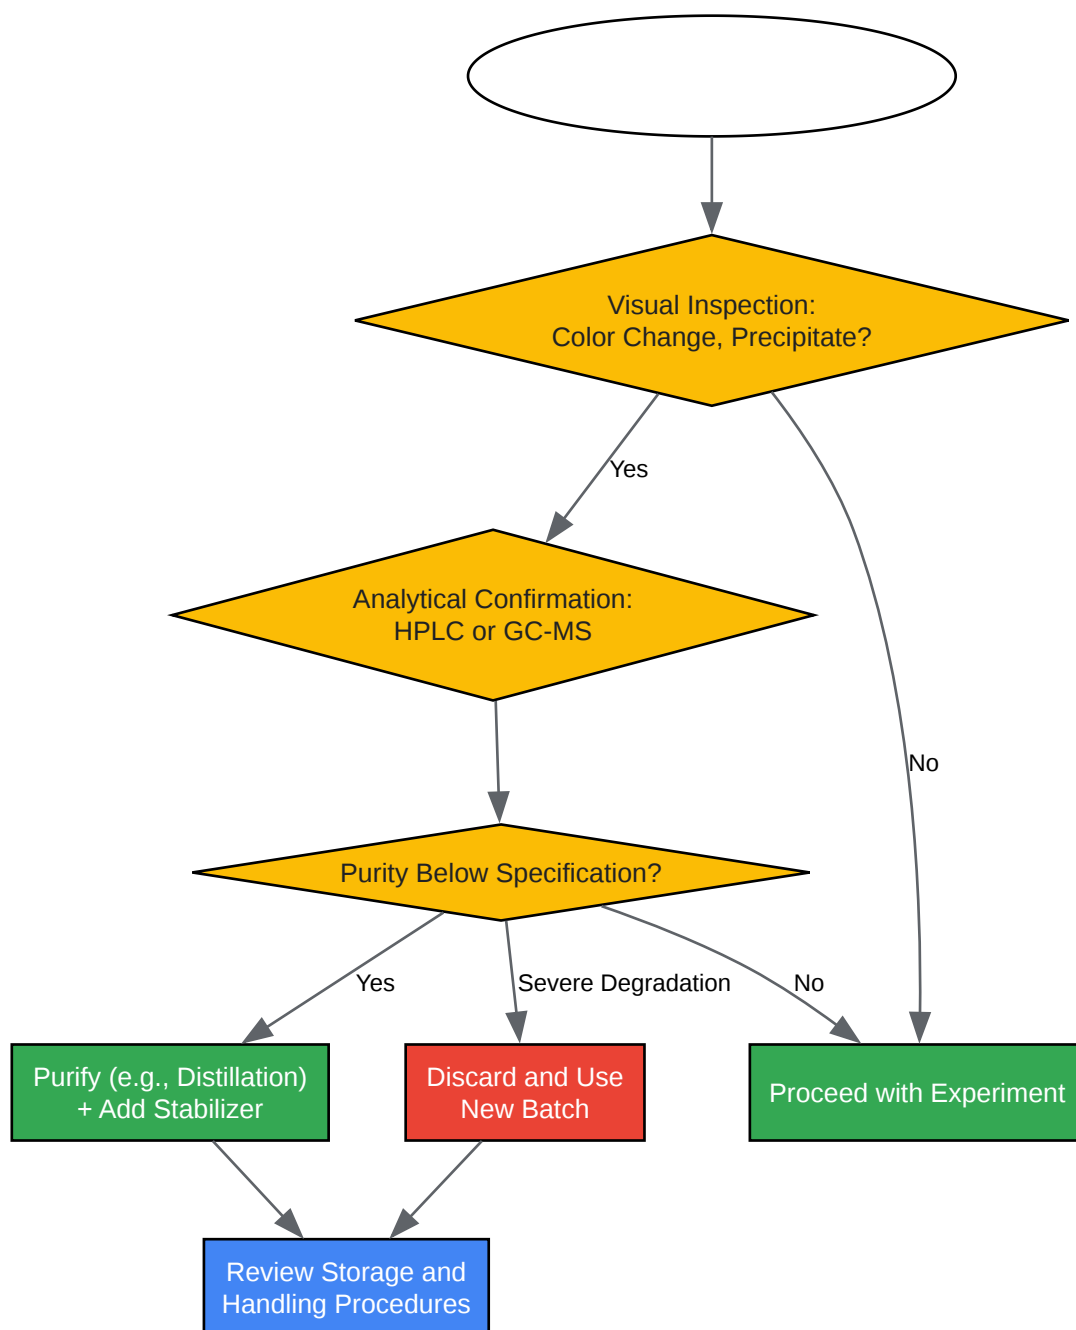 Visual Inspection:
Color Change, Precipitate?
Yes
Analytical Confirmation:
HPLC or GC-MS
No
Purity Below Specification?
Yes
Severe Degradation
No
Purify (e.g., Distillation)
+ Add Stabilizer
Discard and Use
New Batch
Proceed with Experiment
Review Storage and
Handling Procedures